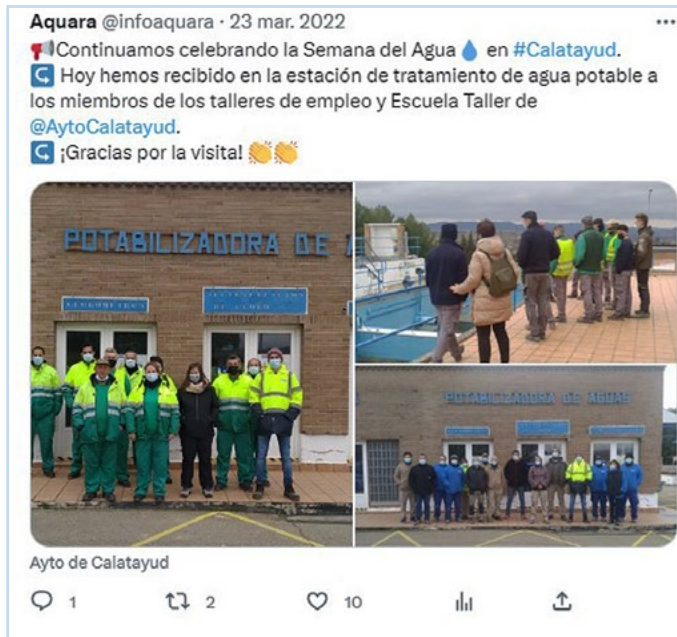 Aquara @infoaquara · 23 mar. 2022
Continuamos celebrando la Semana del Agua en #Calatayud.
Hoy hemos recibido en la estación de tratamiento de agua potable a
los miembros de los talleres de empleo y Escuela Taller de
@AytoCalatayud.
¡Gracias por la visita!
POTABILIZADORA DE A
POTABILIZADORA DE AGUAS
Ayto de Calatayud
1 2 10